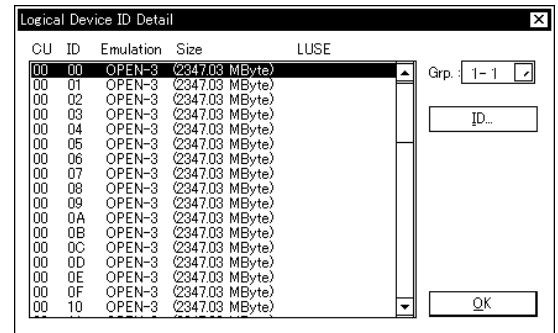 Logical Device ID Detail
CU ID Emulation Size LUSE
00 00 OPEN-3 (2347.03 MByte)
Grp. : 1- 1
00 01 OPEN-3 (2347.03 MByte)
00 02 OPEN-3 (2347.03 MByte)
00 03 OPEN-3 (2347.03 MByte)
ID...
00 04 OPEN-3 (2347.03 MByte)
00 05 OPEN-3 (2347.03 MByte)
00 06 OPEN-3 (2347.03 MByte)
00 07 OPEN-3 (2347.03 MByte)
00 08 OPEN-3 (2347.03 MByte)
00 09 OPEN-3 (2347.03 MByte)
00 0A OPEN-3 (2347.03 MByte)
00 0B OPEN-3 (2347.03 MByte)
00 0C OPEN-3 (2347.03 MByte)
00 0D OPEN-3 (2347.03 MByte)
00 0E OPEN-3 (2347.03 MByte)
00 0F OPEN-3 (2347.03 MByte)
00 10 OPEN-3 (2347.03 MByte)
OK